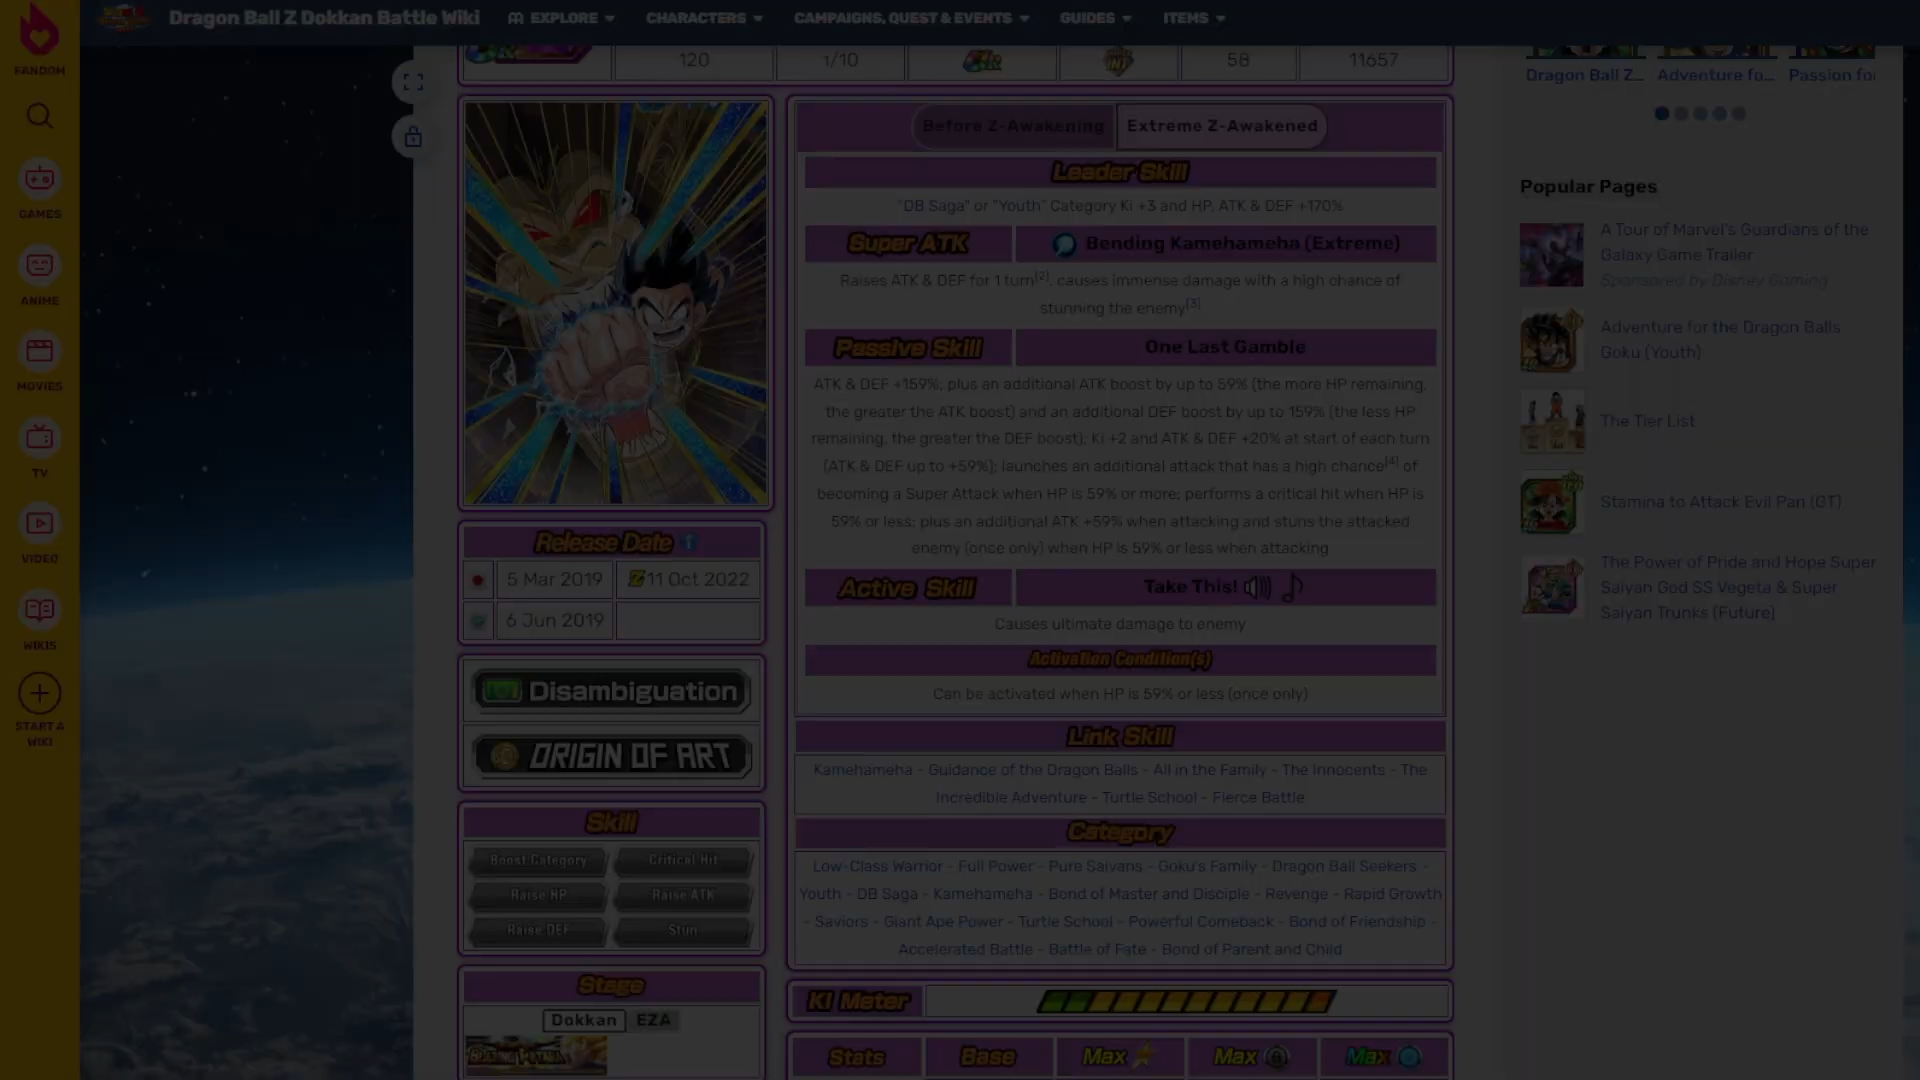 Dragon Ball Z Dokkan Battle Wiki
EXPLORE
CHARACTERS
CAMPAIGNS, QUEST & EVENTS
GUIDES
ITEMS
FANDOM
GAMES
ANIME
MOVIES
TV
VIDEO
WIKIS
START A
WIKI
120
1/10
INT
58
11657
Before Z-Awakening
Extreme Z-Awakened
Leader Skill
"DB Saga" or "Youth" Category Ki +3 and HP, ATK & DEF +170%
Super ATK
Bending Kamehameha (Extreme)
Raises ATK & DEF for 1 turn[2], causes immense damage with a high chance of
stunning the enemy[3]
Passive Skill
One Last Gamble
ATK & DEF +159%; plus an additional ATK boost by up to 59% (the more HP remaining,
the greater the ATK boost) and an additional DEF boost by up to 159% (the less HP
remaining, the greater the DEF boost); Ki +2 and ATK & DEF +20% at start of each turn
(ATK & DEF up to +59%); launches an additional attack that has a high chance[4] of
becoming a Super Attack when HP is 59% or more; performs a critical hit when HP is
59% or less; plus an additional ATK +59% when attacking and stuns the attacked
enemy (once only) when HP is 59% or less when attacking
Active Skill
Take This!
Causes ultimate damage to enemy
Activation Condition(s)
Can be activated when HP is 59% or less (once only)
Link Skill
Kamehameha - Guidance of the Dragon Balls - All in the Family - The Innocents - The
Incredible Adventure - Turtle School - Fierce Battle
Category
Low-Class Warrior - Full Power - Pure Saiyans - Goku's Family - Dragon Ball Seekers -
Youth - DB Saga - Kamehameha - Bond of Master and Disciple - Revenge - Rapid Growth
- Saviors - Giant Ape Power - Turtle School - Powerful Comeback - Bond of Friendship -
Accelerated Battle - Battle of Fate - Bond of Parent and Child
KI Meter
Stats
Base
Max
Max
Max
Release Date
5 Mar 2019
Z 11 Oct 2022
6 Jun 2019
Disambiguation
ORIGIN OF ART
Skill
Boost Category
Critical Hit
Raise HP
Raise ATK
Raise DEF
Stun
Stage
Dokkan
EZA
Dragon Ball Z...
Adventure fo...
Passion for
Popular Pages
A Tour of Marvel's Guardians of the
Galaxy Game Trailer
Sponsored by Disney Gaming
Adventure for the Dragon Balls
Goku (Youth)
The Tier List
Stamina to Attack Evil Pan (GT)
The Power of Pride and Hope Super
Saiyan God SS Vegeta & Super
Saiyan Trunks (Future)